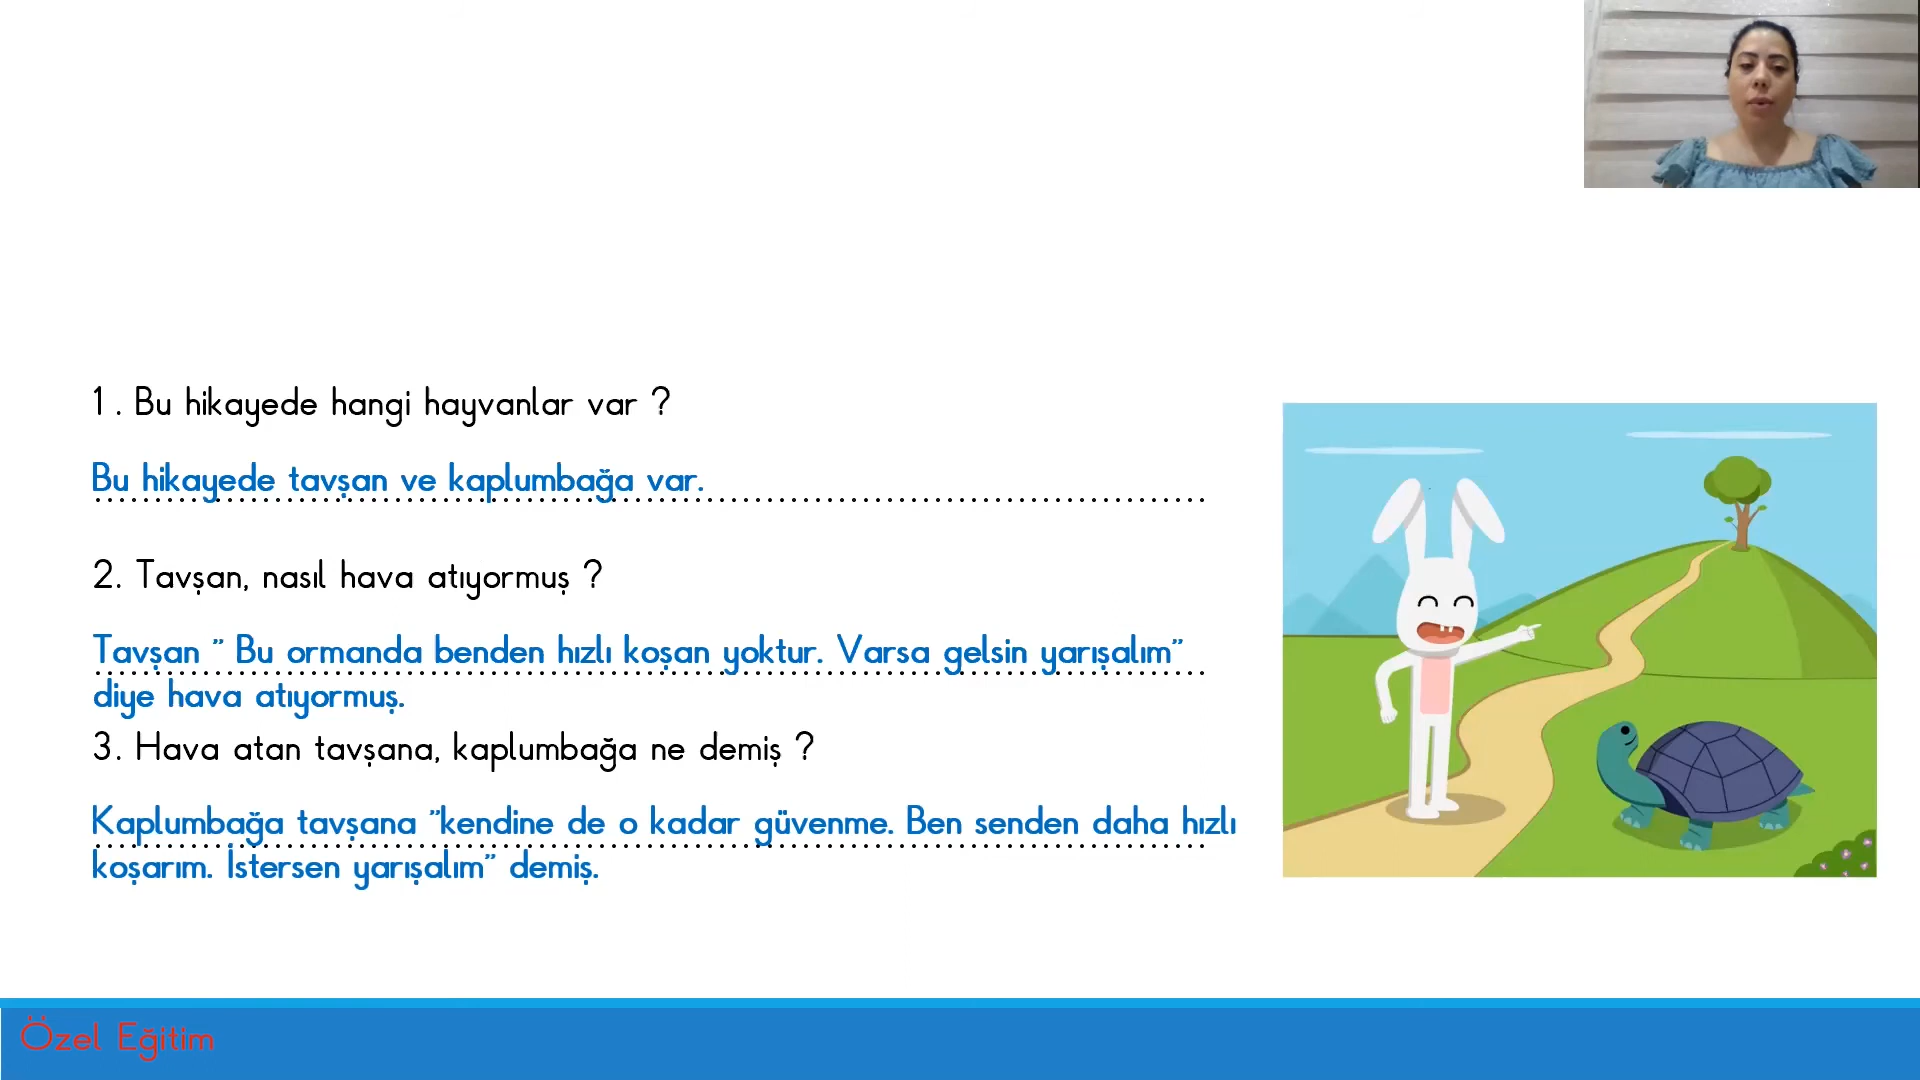 1 . Bu hikayede hangi hayvanlar var ?
Bu hikayede tavşan ve kaplumbağa var.
2. Tavşan, nasıl hava atıyormuş ?
Tavşan " Bu ormanda benden hızlı koşan yoktur. Varsa gelsin yarışalım"
diye hava atıyormuş.
3. Hava atan tavşana, kaplumbağa ne demiş ?
Kaplumbağa tavşana "kendine de o kadar güvenme. Ben senden daha hızlı
koşarım. İstersen yarışalım" demiş.
Özel Eğitim